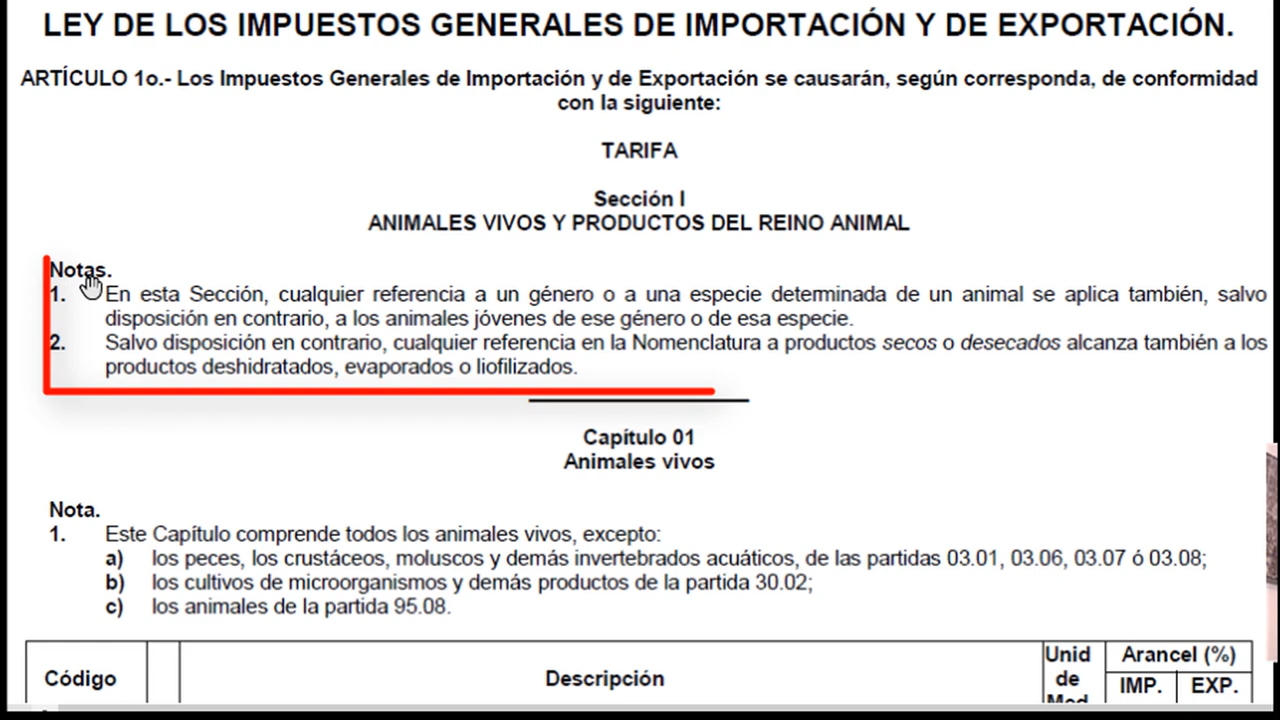 LEY DE LOS IMPUESTOS GENERALES DE IMPORTACIÓN Y DE EXPORTACIÓN.
ARTÍCULO 1o.- Los Impuestos Generales de Importación y de Exportación se causarán, según corresponda, de conformidad
con la siguiente:
TARIFA
Sección I
ANIMALES VIVOS Y PRODUCTOS DEL REINO ANIMAL
Notas.
1. En esta Sección, cualquier referencia a un género o a una especie determinada de un animal se aplica también, salvo
disposición en contrario, a los animales jóvenes de ese género o de esa especie.
2. Salvo disposición en contrario, cualquier referencia en la Nomenclatura a productos secos o desecados alcanza también a los
productos deshidratados, evaporados o liofilizados.
Capítulo 01
Animales vivos
Nota.
1. Este Capítulo comprende todos los animales vivos, excepto:
a) los peces, los crustáceos, moluscos y demás invertebrados acuáticos, de las partidas 03.01, 03.06, 03.07 ó 03.08;
b) los cultivos de microorganismos y demás productos de la partida 30.02;
c) los animales de la partida 95.08.
Código Descripción Unid de Med Arancel (%)
IMP. EXP.